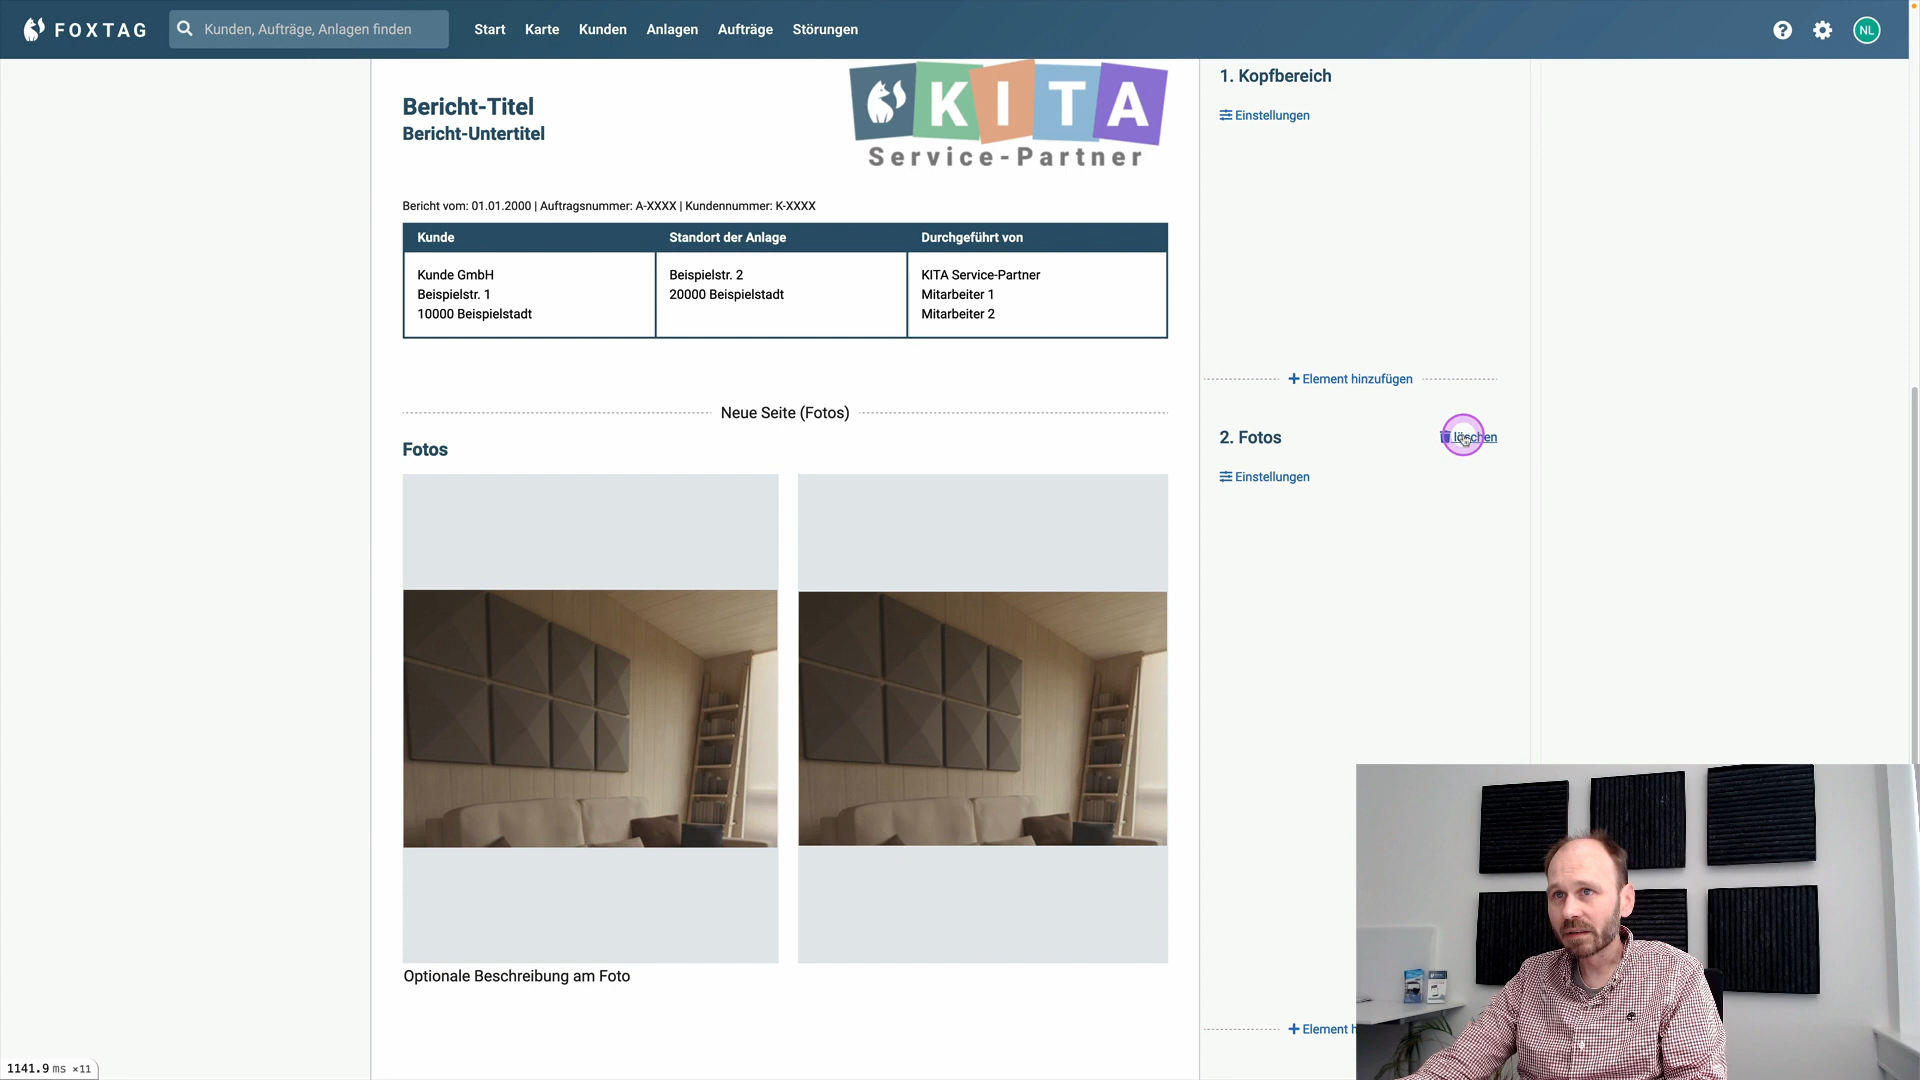 FOXTAG
Kunden, Aufträge, Anlagen finden
Start
Karte
Kunden
Anlagen
Aufträge
Störungen
NL
Bericht-Titel
Bericht-Untertitel
KITA
Service-Partner
Bericht vom: 01.01.2000 | Auftragsnummer: A-XXXX | Kundennummer: K-XXXX
Kunde
Standort der Anlage
Durchgeführt von
Kunde GmbH
Beispielstr. 1
10000 Beispielstadt
Beispielstr. 2
20000 Beispielstadt
KITA Service-Partner
Mitarbeiter 1
Mitarbeiter 2
Neue Seite (Fotos)
Fotos
Optionale Beschreibung am Foto
1. Kopfbereich
Einstellungen
Element hinzufügen
2. Fotos
löschen
Einstellungen
Element h
1141.9 ms ×11